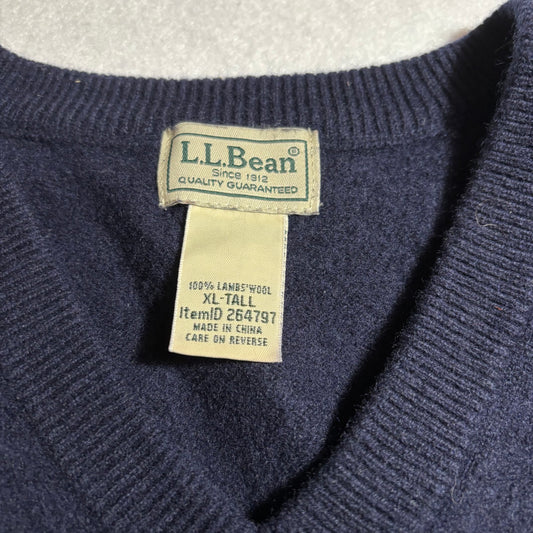 L.L.Bean®
Since 1912
QUALITY GUARANTEED
100% LAMBS'WOOL
XL-TALL
ItemID 264797
MADE IN CHINA
CARE ON REVERSE